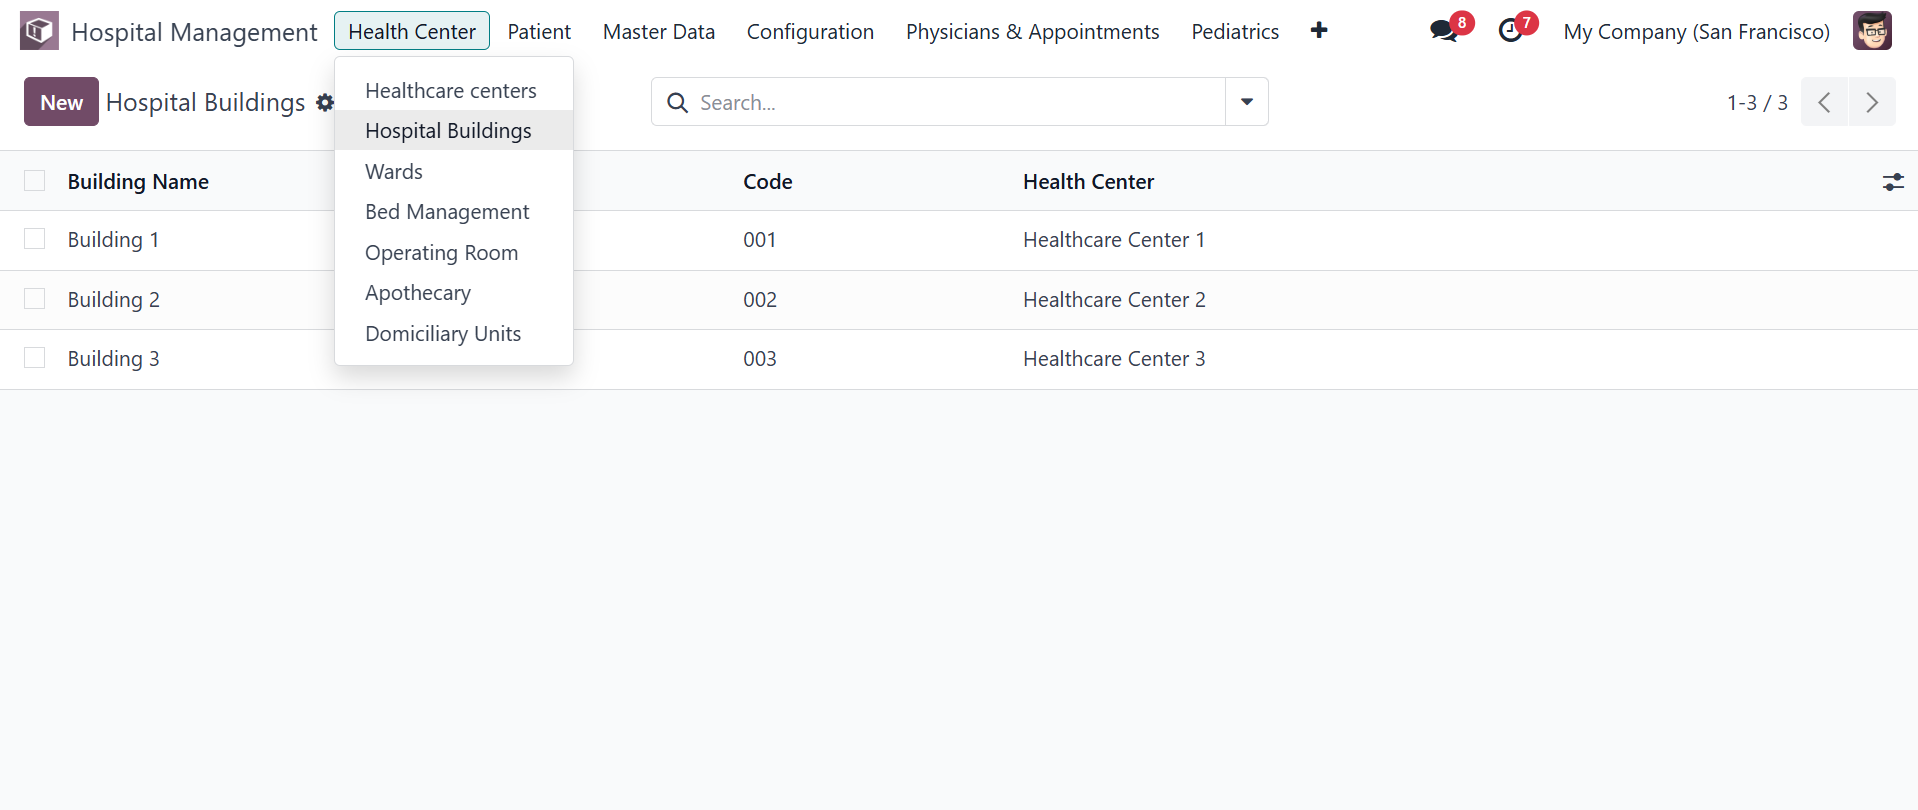 Hospital Management Health Center Patient Master Data Configuration Physicians & Appointments Pediatrics 8 7 My Company (San Francisco)
New Hospital Buildings Search... 1-3 / 3
Healthcare centers
Hospital Buildings
Wards
Bed Management
Operating Room
Apothecary
Domiciliary Units
Building Name Code Health Center
Building 1 001 Healthcare Center 1
Building 2 002 Healthcare Center 2
Building 3 003 Healthcare Center 3